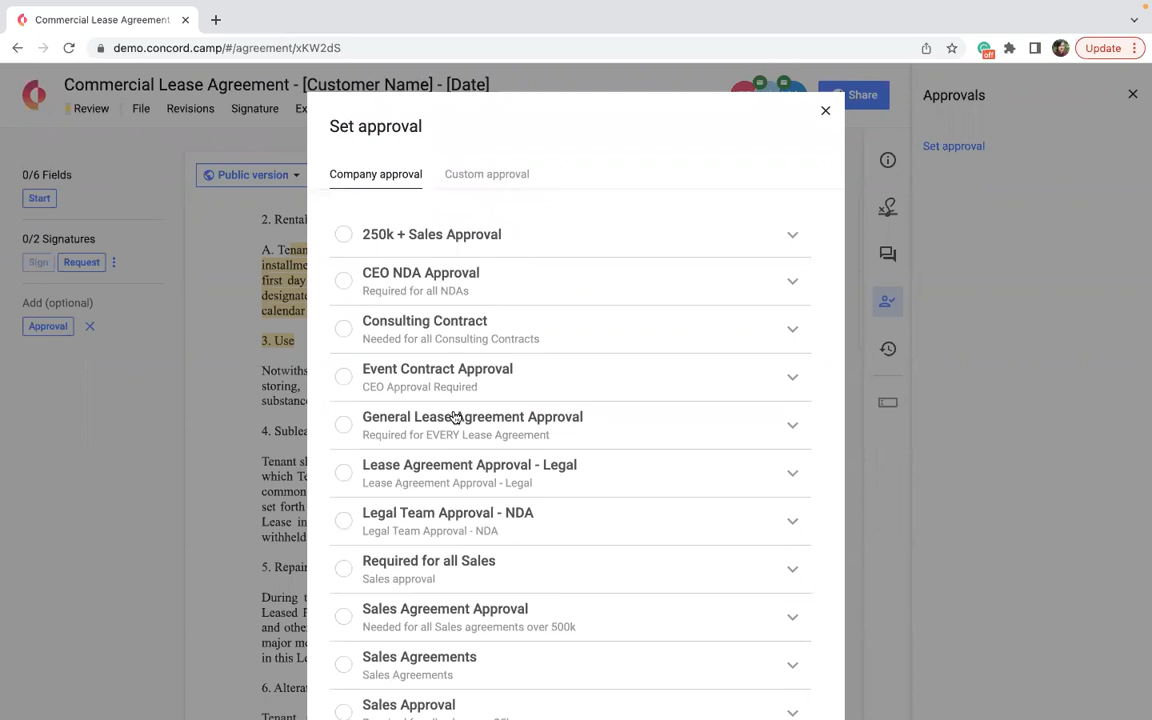 Commercial Lease Agreement
demo.concord.camp/#/agreement/xKW2dS
off
Update
Commercial Lease Agreement - [Customer Name] - [Date]
Review
File
Revisions
Signature
Share
Approvals
Set approval
0/6 Fields
Start
0/2 Signatures
Sign
Request
Add (optional)
Approval
Public version
2. Rental
A. Tenant
installme
first day
designate
calendar
3. Use
Notwiths
storing,
substanc
4. Sublea
Tenant sl
which Te
common
set forth
Lease in
withheld
5. Repair
During t
Leased P
and othe
major m
in this Le
6. Altera
Tenant
Set approval
Company approval
Custom approval
250k + Sales Approval
CEO NDA Approval
Required for all NDAs
Consulting Contract
Needed for all Consulting Contracts
Event Contract Approval
CEO Approval Required
General Lease Agreement Approval
Required for EVERY Lease Agreement
Lease Agreement Approval - Legal
Lease Agreement Approval - Legal
Legal Team Approval - NDA
Legal Team Approval - NDA
Required for all Sales
Sales approval
Sales Agreement Approval
Needed for all Sales agreements over 500k
Sales Agreements
Sales Agreements
Sales Approval